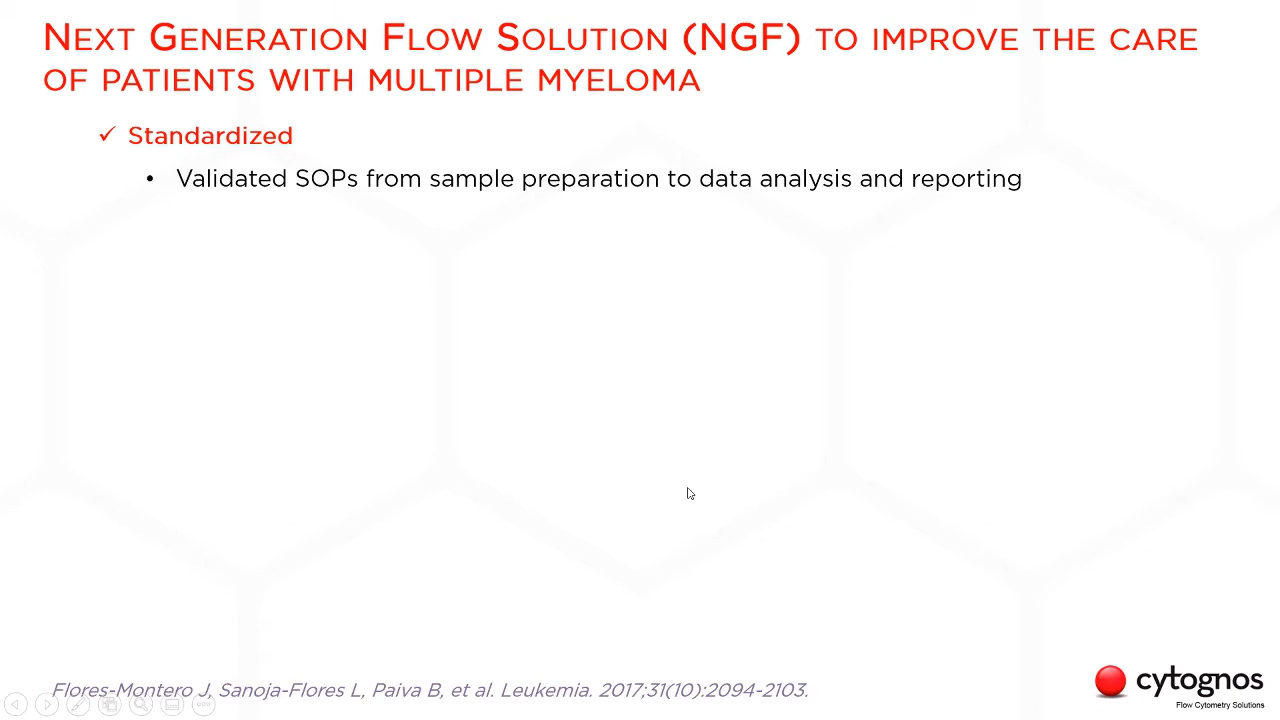 NEXT GENERATION FLOW SOLUTION (NGF) TO IMPROVE THE CARE
OF PATIENTS WITH MULTIPLE MYELOMA
✓ Standardized
• Validated SOPs from sample preparation to data analysis and reporting
Flores-Montero J, Sanoja-Flores L, Paiva B, et al. Leukemia. 2017;31(10):2094-2103.
cytognos
Flow Cytometry Solutions